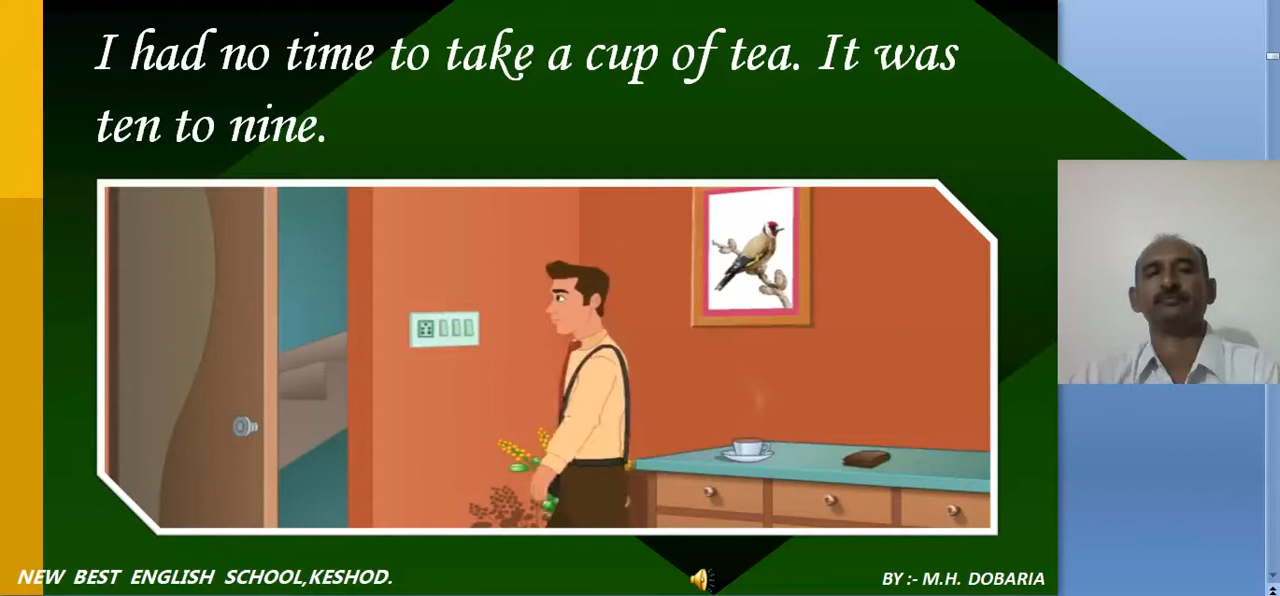 I had no time to take a cup of tea. It was
ten to nine.
NEW BEST ENGLISH SCHOOL,KESHOD.
BY :- M.H. DOBARIA